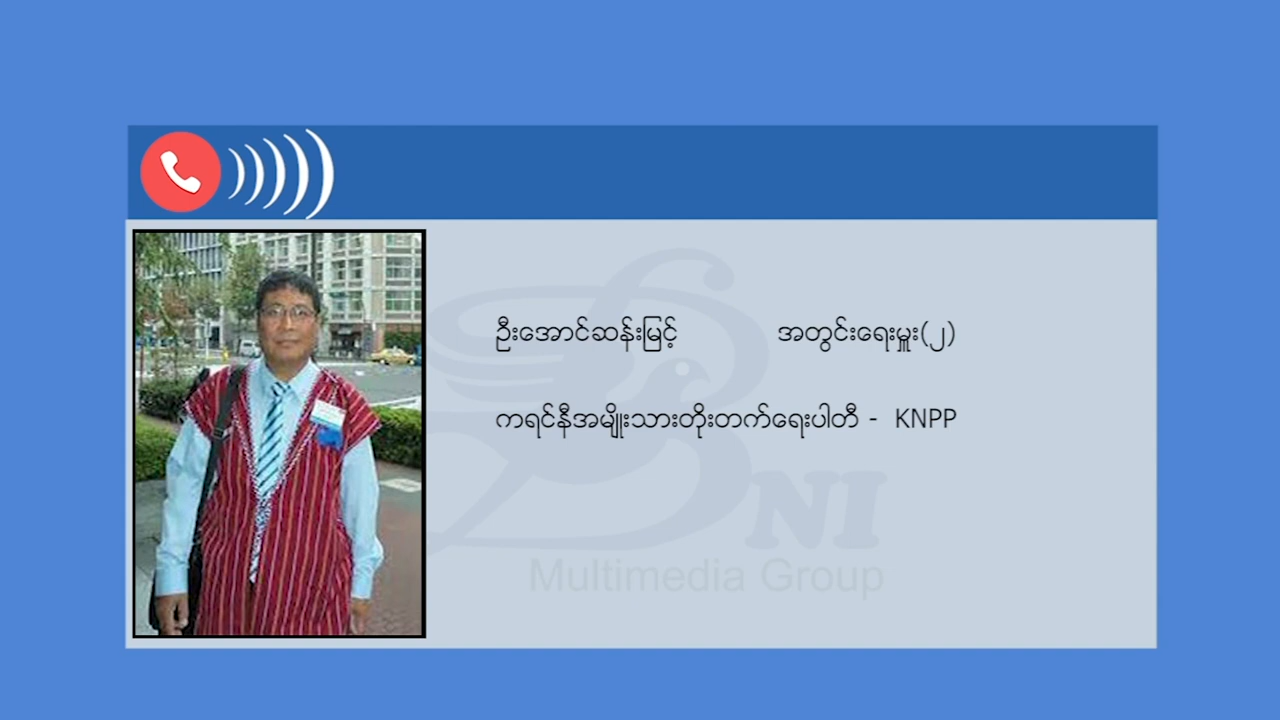 ဦးအောင်ဆန်းမြင့် အတွင်းရေးမှူး(၂)
ကရင်နီအမျိုးသားတိုးတက်ရေးပါတီ - KNPP
BNI
Multimedia Group